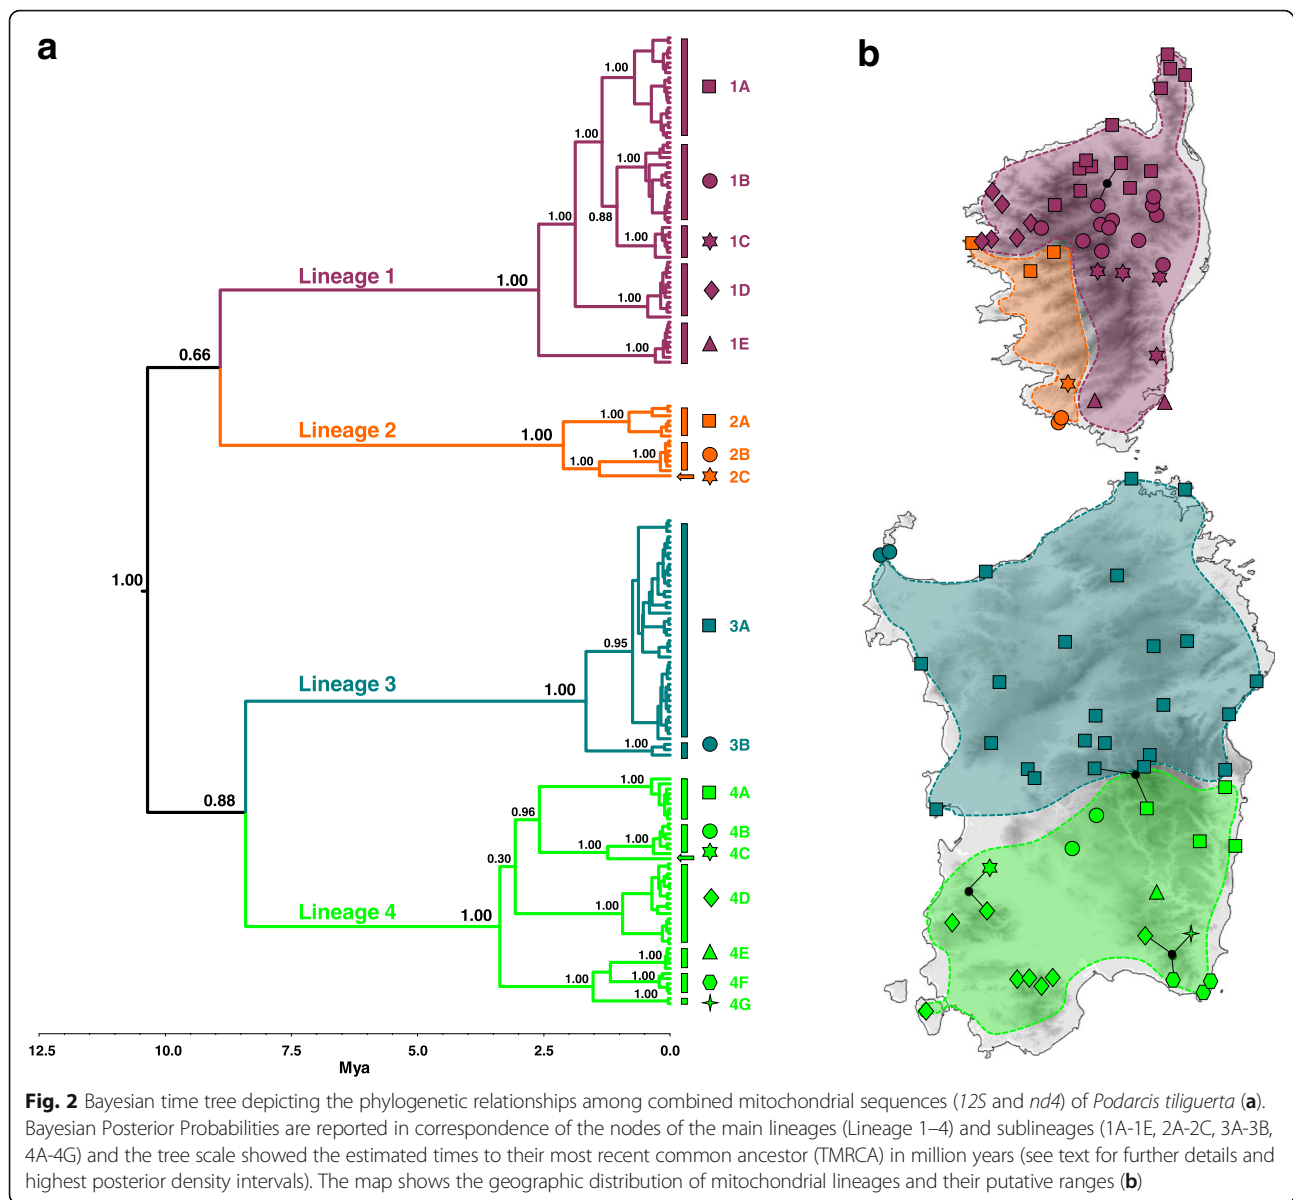 a
b
1.00
1A
1.00
1.00
1B
1.00
0.88
1C
Lineage 1
1.00
1.00
1D
1.00
1E
0.66
1.00
2A
Lineage 2
1.00
1.00
2B
1.00
2C
1.00
0.95
3A
Lineage 3
1.00
1.00
3B
0.88
1.00
4A
0.96
1.00
1.00
4B
4C
0.30
Lineage 4
1.00
1.00
4D
1.00
4E
1.00
1.00
4F
1.00
4G
12.5 10.0 7.5 5.0 2.5 0.0
Mya
Fig. 2 Bayesian time tree depicting the phylogenetic relationships among combined mitochondrial sequences (12S and nd4) of Podarcis tiliguerta (a).
Bayesian Posterior Probabilities are reported in correspondence of the nodes of the main lineages (Lineage 1–4) and sublineages (1A-1E, 2A-2C, 3A-3B,
4A-4G) and the tree scale showed the estimated times to their most recent common ancestor (TMRCA) in million years (see text for further details and
highest posterior density intervals). The map shows the geographic distribution of mitochondrial lineages and their putative ranges (b)